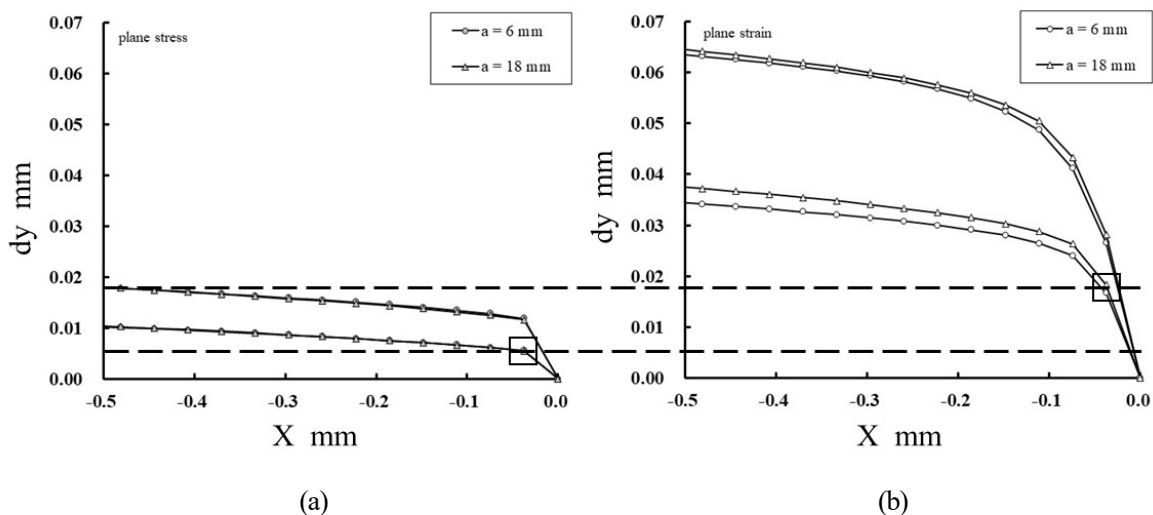 0.07
0.06
0.05
0.04
0.03
0.02
0.01
0.00
dy mm
plane stress
a = 6 mm
a = 18 mm
-0.5 -0.4 -0.3 -0.2 -0.1 0.0
X mm
(a)
0.07
0.06
0.05
0.04
0.03
0.02
0.01
0.00
dy mm
plane strain
a = 6 mm
a = 18 mm
-0.5 -0.4 -0.3 -0.2 -0.1 0.0
X mm
(b)